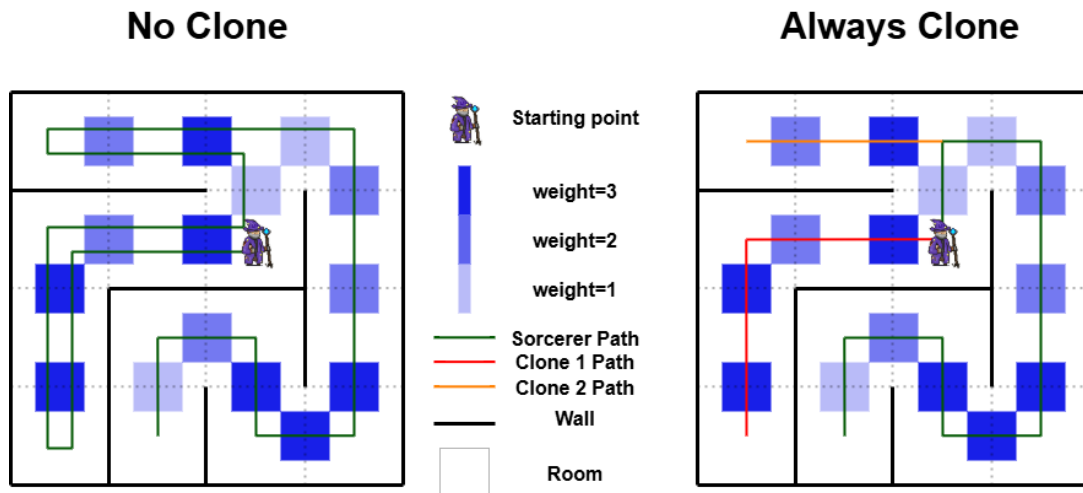 No Clone
Always Clone
Starting point
weight=3
weight=2
weight=1
Sorcerer Path
Clone 1 Path
Clone 2 Path
Wall
Room